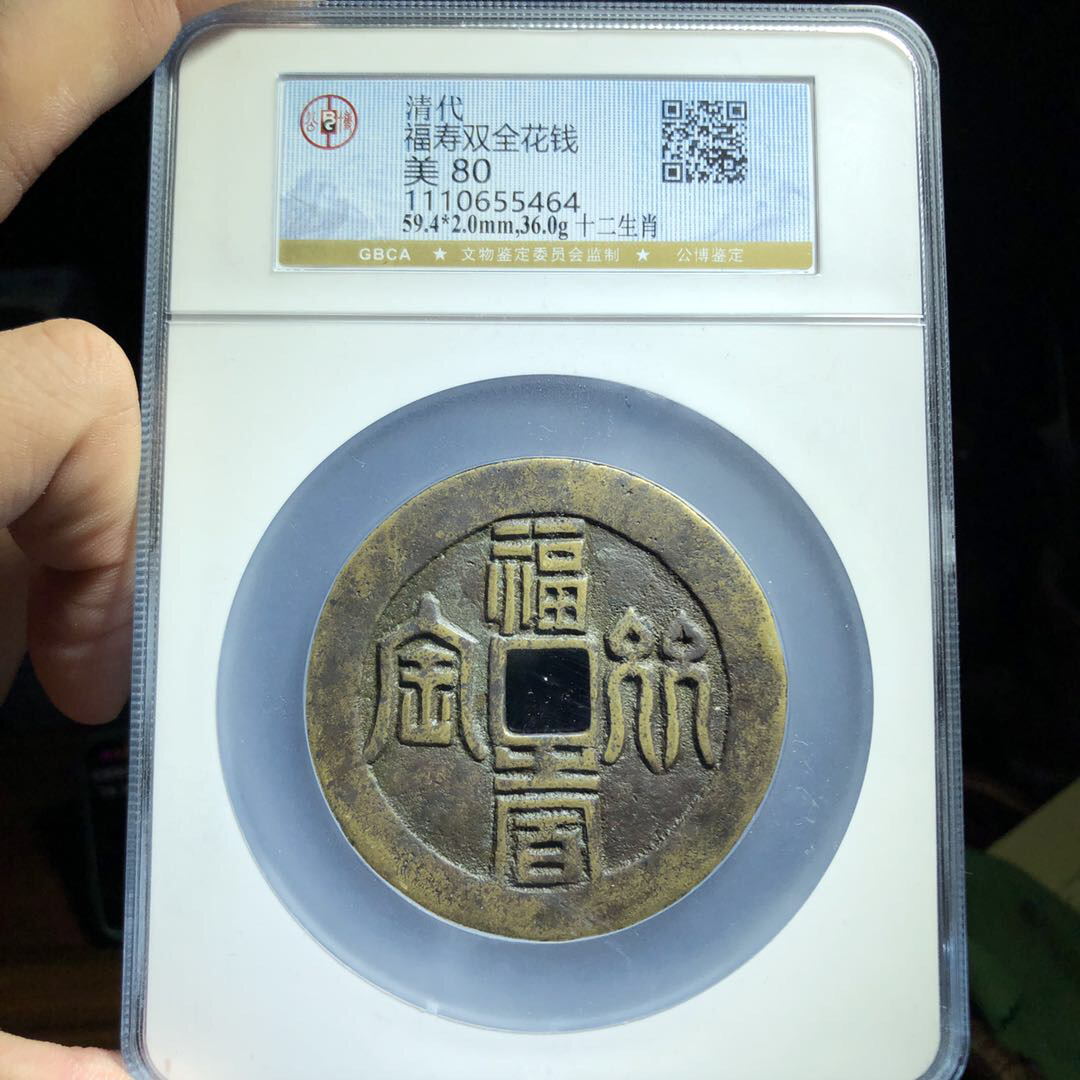 清代
福寿双全花钱
美 80
1110655464
59.4*2.0mm,36.0g 十二生肖
GBCA ★ 文物鉴定委员会监制 ★ 公博鉴定
福
全
壽